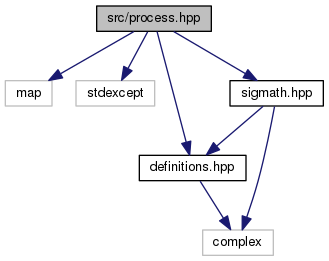 src/process.hpp
map
stdexcept
sigmath.hpp
definitions.hpp
complex